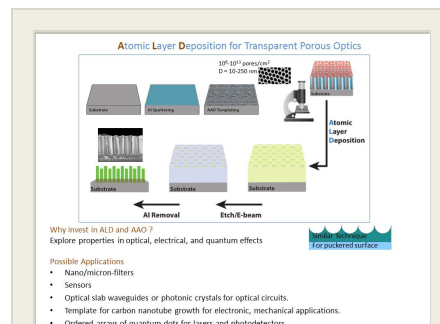 Atomic Layer Deposition for Transparent Porous Optics
10⁶-10¹¹ pores/cm²
D = 10-250 nm
Substrate
Al Sputtering
AAO Templating
Substrate
Atomic
Layer
Deposition
Substrate
Substrate
Substrate
Al Removal
Etch/E-beam
Why invest in ALD and AAO ?
Explore properties in optical, electrical, and quantum effects
Similar Technique
For puckered surface
Possible Applications
• Nano/micron-filters
• Sensors
• Optical slab waveguides or photonic crystals for optical circuits.
• Template for carbon nanotube growth for electronic, mechanical applications.
• Ordered arrays of quantum dots for lasers and photodetectors